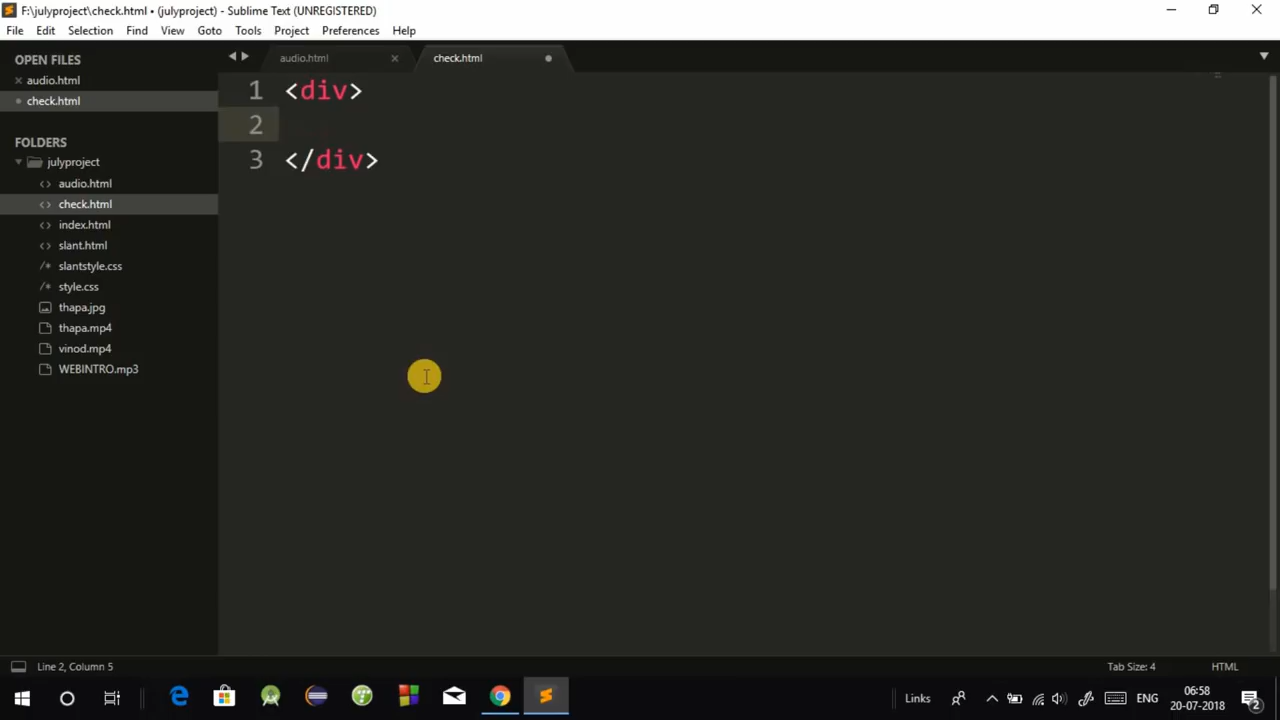 F:\julyproject\check.html • (julyproject) - Sublime Text (UNREGISTERED)
File Edit Selection Find View Goto Tools Project Preferences Help
OPEN FILES
audio.html
check.html
FOLDERS
julyproject
audio.html
check.html
index.html
slant.html
slantstyle.css
style.css
thapa.jpg
thapa.mp4
vinod.mp4
WEBINTRO.mp3
audio.html
check.html
1 <div>
2
3 </div>
Line 2, Column 5
Tab Size: 4
HTML
Links
ENG
06:58
20-07-2018
2